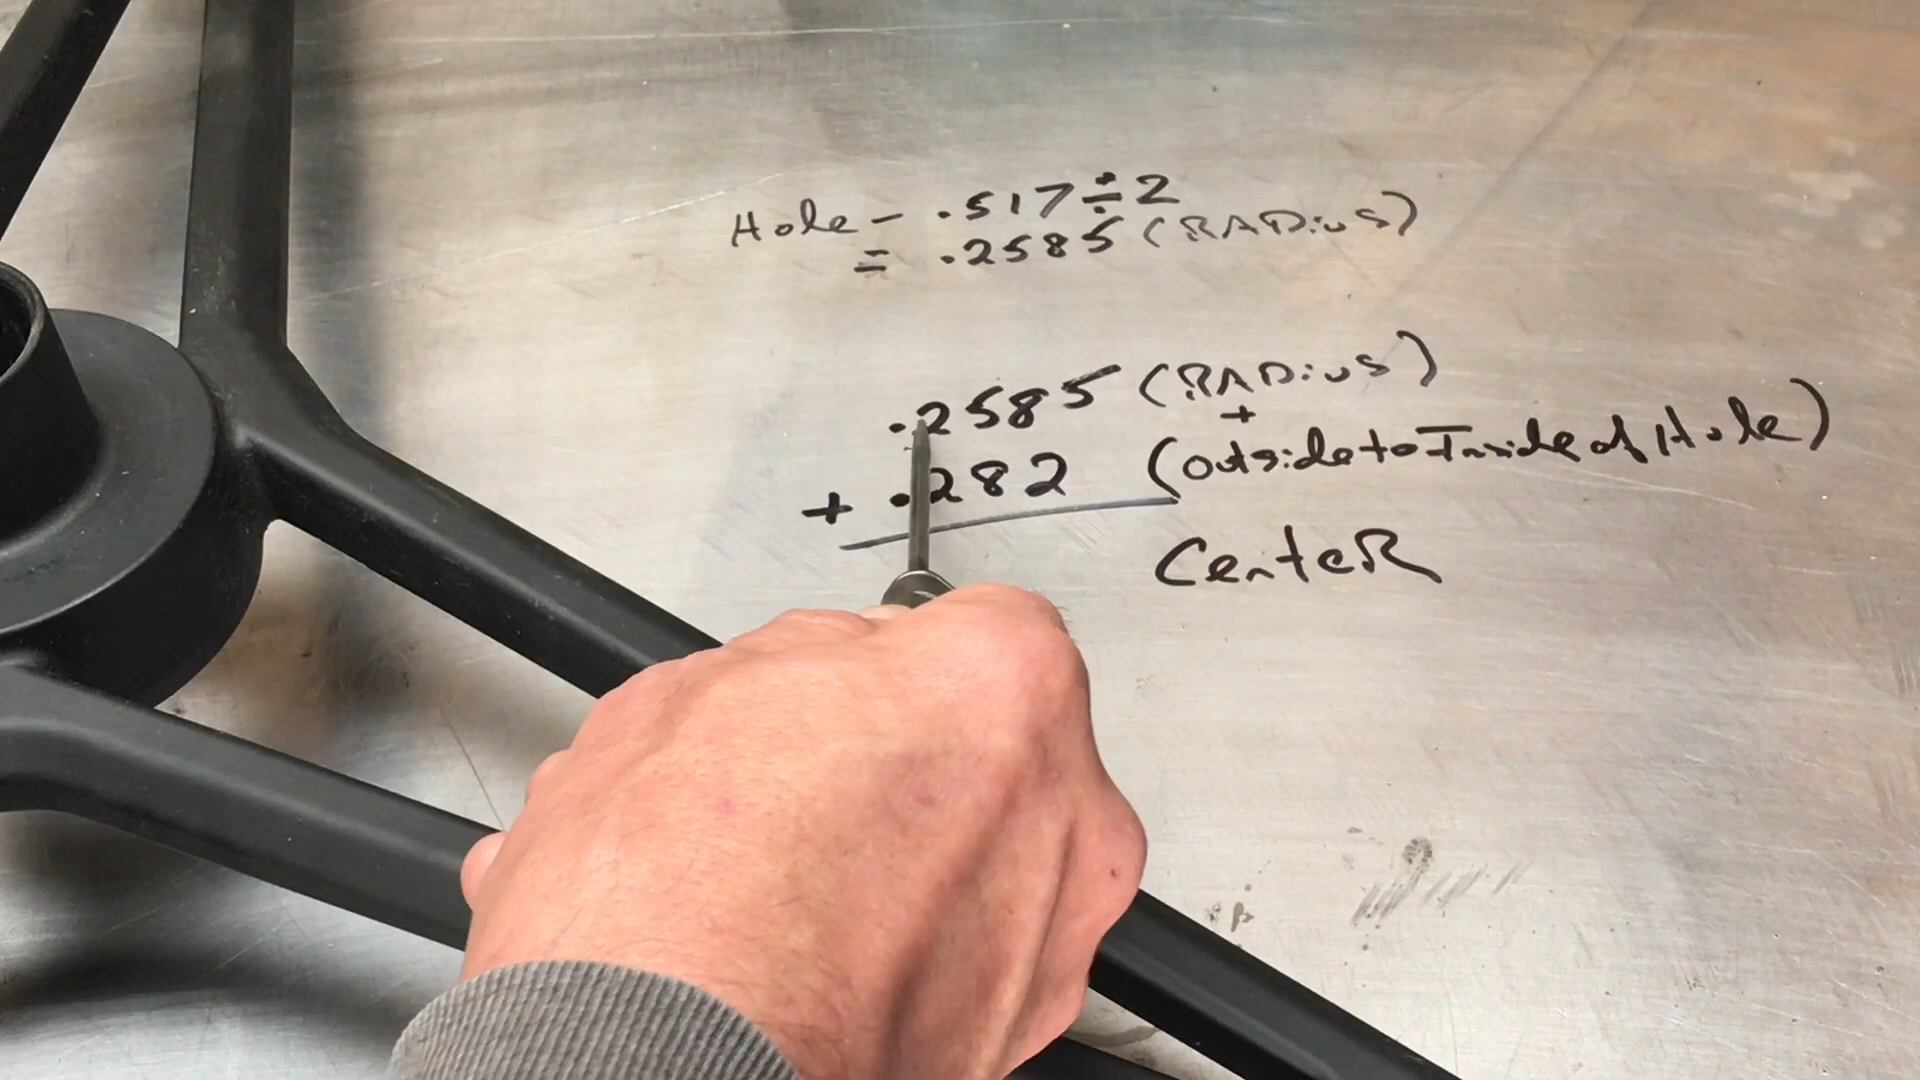 Hole - .517÷2
= .2585 (RADius)
.2585 (RADius)
+
+ .282 (Outside to Inside of Hole)
CenteR